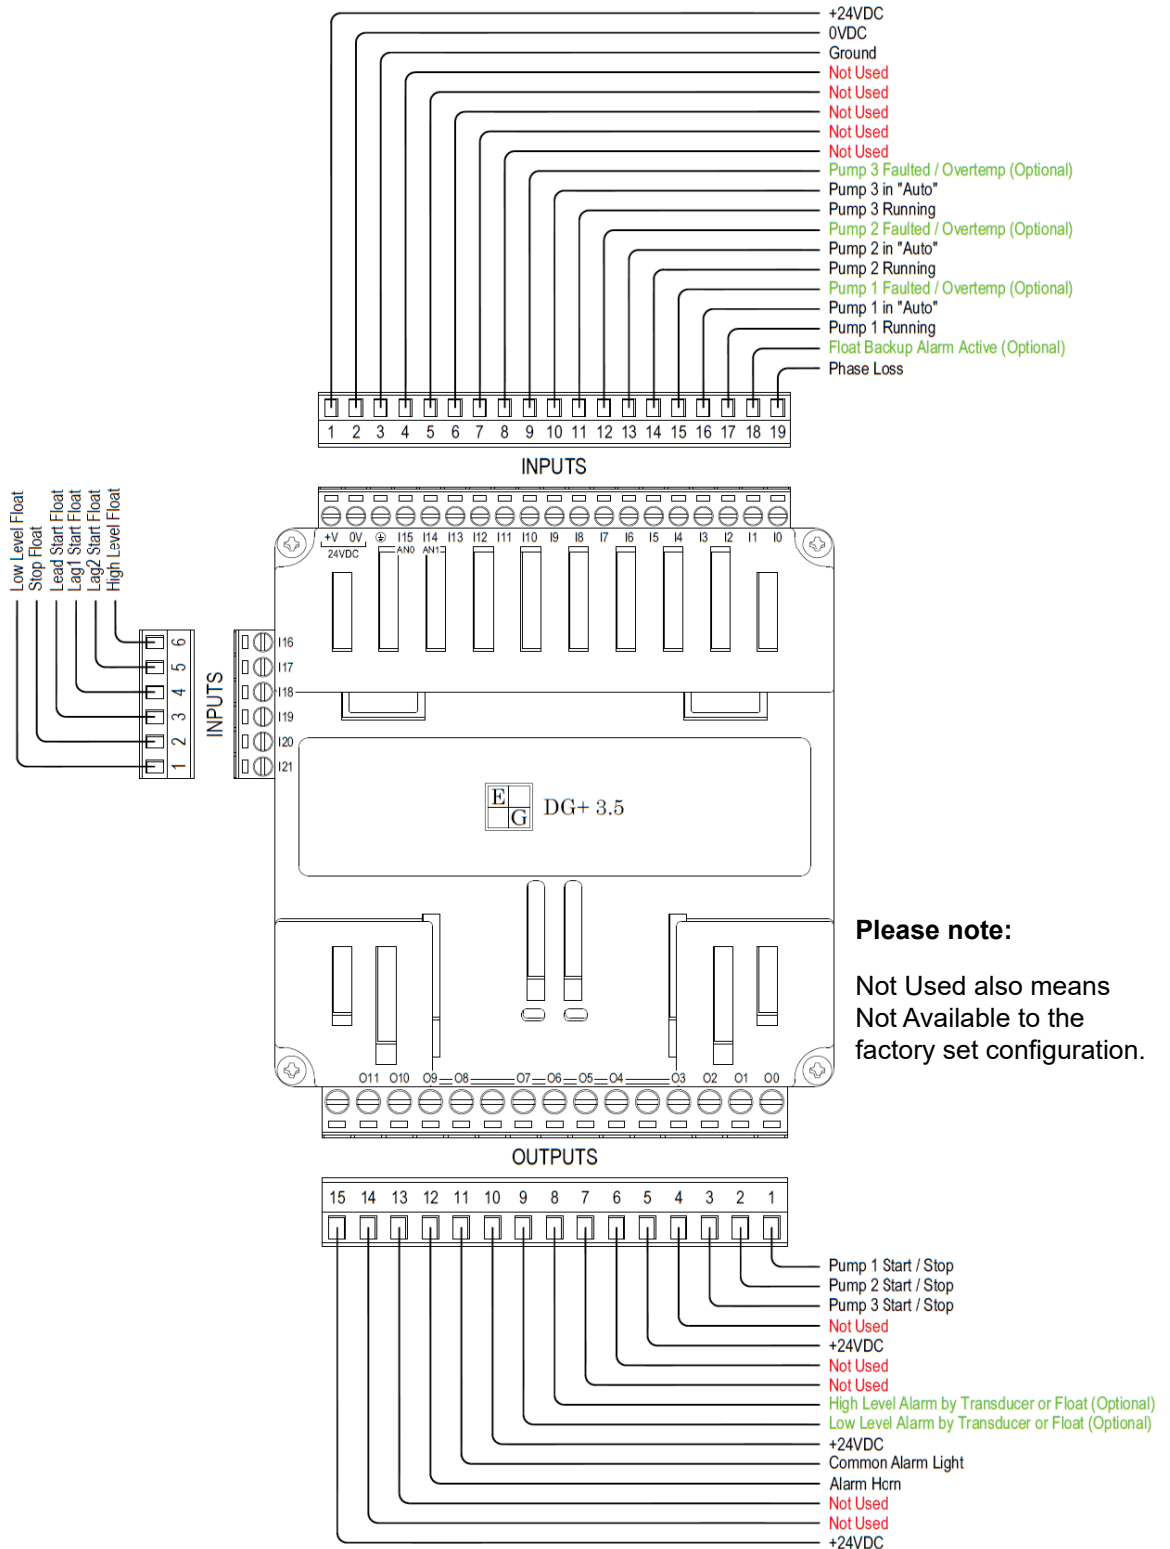 +24VDC
0VDC
Ground
Not Used
Not Used
Not Used
Not Used
Not Used
Pump 3 Faulted / Overtemp (Optional)
Pump 3 in "Auto"
Pump 3 Running
Pump 2 Faulted / Overtemp (Optional)
Pump 2 in "Auto"
Pump 2 Running
Pump 1 Faulted / Overtemp (Optional)
Pump 1 in "Auto"
Pump 1 Running
Float Backup Alarm Active (Optional)
Phase Loss
1 2 3 4 5 6 7 8 9 10 11 12 13 14 15 16 17 18 19
INPUTS
+V 0V I15 I14 I13 I12 I11 I10 I9 I8 I7 I6 I5 I4 I3 I2 I1 I0
24VDC AN0 AN1
Low Level Float
Stop Float
Lead Start Float
Lag1 Start Float
Lag2 Start Float
High Level Float
6
5
4
3
2
1
INPUTS
I16
I17
I18
I19
I20
I21
E G DG+ 3.5
Please note:
Not Used also means
Not Available to the
factory set configuration.
O11 O10 O9 O8 O7 O6 O5 O4 O3 O2 O1 O0
OUTPUTS
15 14 13 12 11 10 9 8 7 6 5 4 3 2 1
Pump 1 Start / Stop
Pump 2 Start / Stop
Pump 3 Start / Stop
Not Used
+24VDC
Not Used
Not Used
High Level Alarm by Transducer or Float (Optional)
Low Level Alarm by Transducer or Float (Optional)
+24VDC
Common Alarm Light
Alarm Horn
Not Used
Not Used
+24VDC